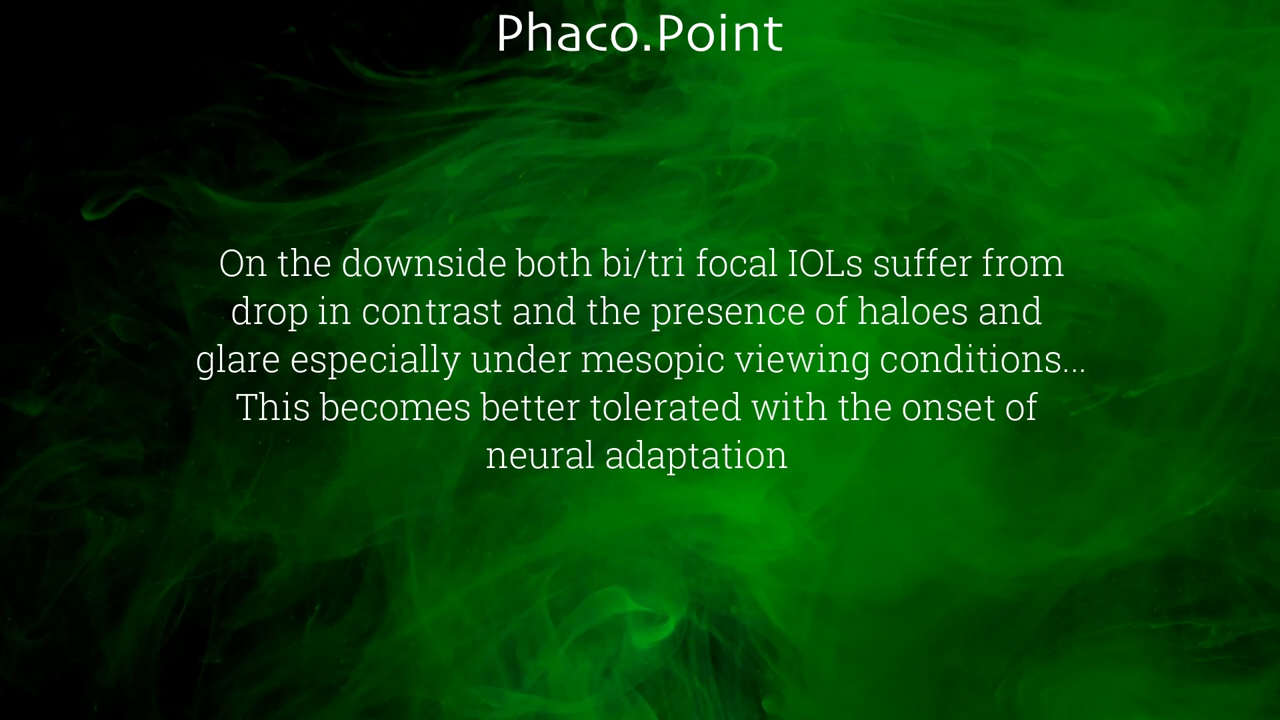 Phaco.Point
On the downside both bi/tri focal IOLs suffer from
drop in contrast and the presence of haloes and
glare especially under mesopic viewing conditions...
This becomes better tolerated with the onset of
neural adaptation